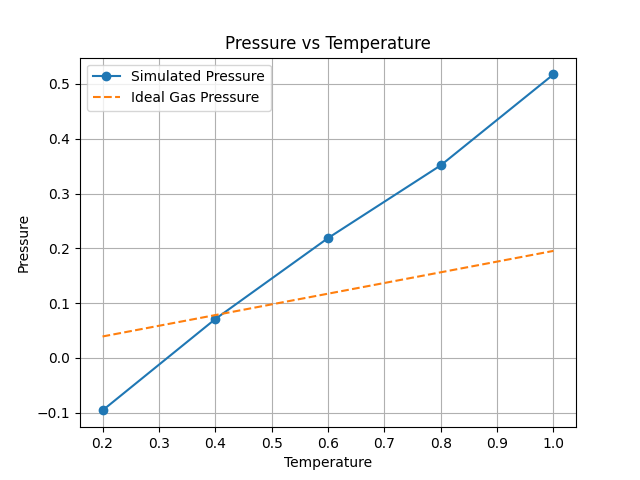 Pressure vs Temperature
Simulated Pressure
Ideal Gas Pressure
Pressure
0.5
0.4
0.3
0.2
0.1
0.0
−0.1
0.2 0.3 0.4 0.5 0.6 0.7 0.8 0.9 1.0
Temperature